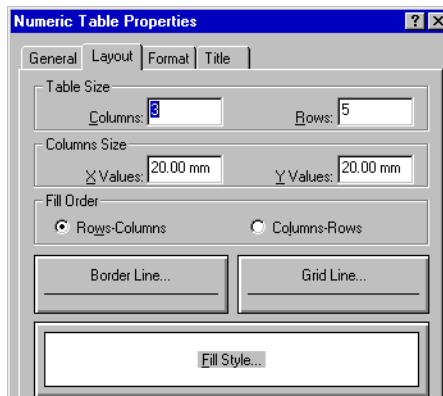 Numeric Table Properties ? X
General Layout Format Title
Table Size
Columns: 3 Rows: 5
Columns Size
X Values: 20.00 mm Y Values: 20.00 mm
Fill Order
Rows-Columns Columns-Rows
Border Line... Grid Line...
Fill Style...